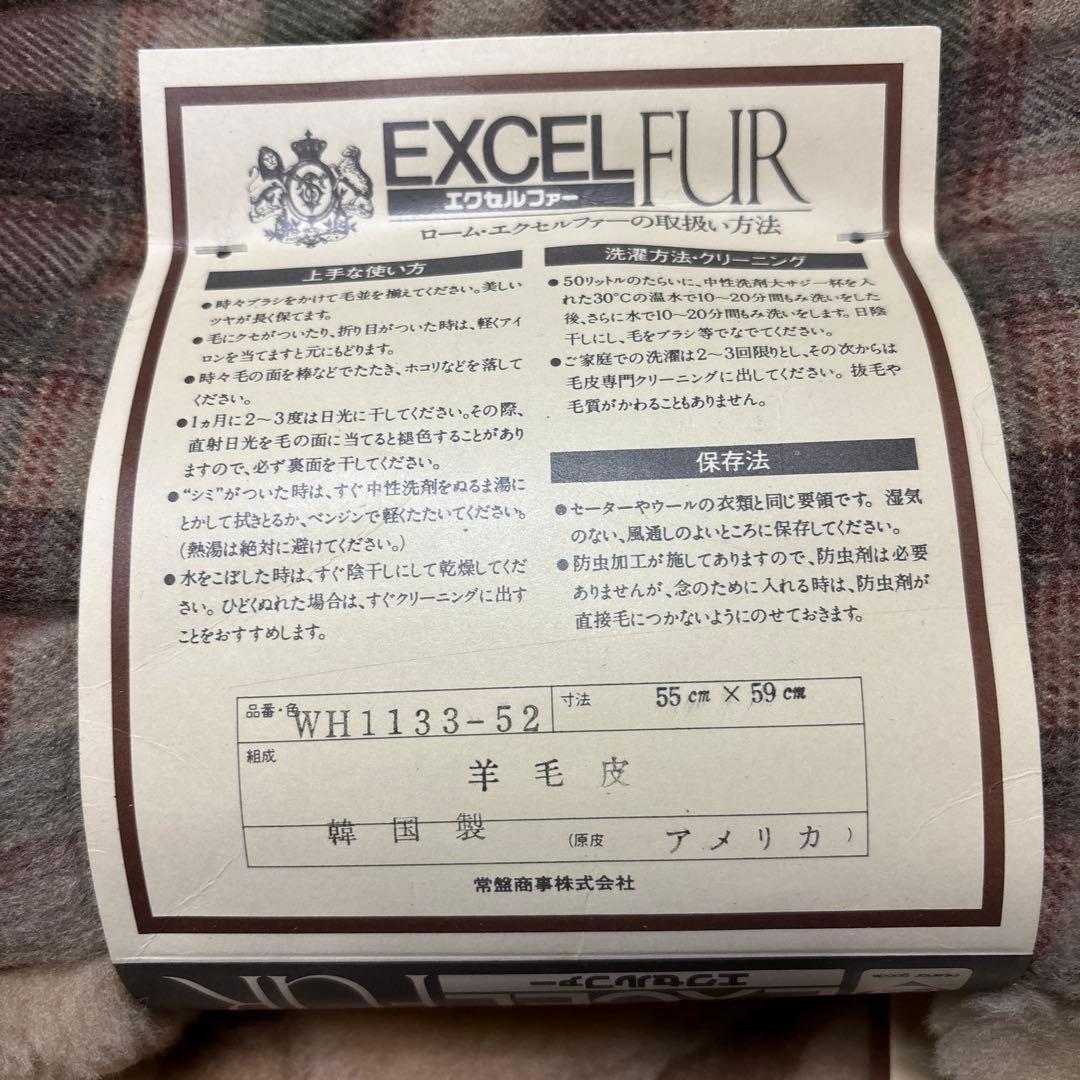 EXCEL FUR
エクセルファー
ローム・エクセルファーの取扱い方法
上手な使い方
●時々ブラシをかけて毛並を揃えてください。美しい
ツヤが長く保てます。
●毛にクセがついたり、折り目がついた時は、軽くアイ
ロンを当てますと元にもどります。
●時々毛の面を棒などでたたき、ホコリなどを落して
ください。
●1ヵ月に2〜3度は日光に干してください。その際、
直射日光を毛の面に当てると褪色することがあり
ますので、必ず裏面を干してください。
●“シミ”がついた時は、すぐ中性洗剤をぬるま湯に
とかして拭きとるか、ベンジンで軽くたたいてください。
(熱湯は絶対に避けてください。)
●水をこぼした時は、すぐ陰干しにして乾燥してくだ
さい。ひどくぬれた場合は、すぐクリーニングに出す
ことをおすすめします。
洗濯方法・クリーニング
●50リットルのたらいに、中性洗剤大サジ一杯を入
れた30℃の温水で10〜20分間もみ洗いをした
後、さらに水で10〜20分間もみ洗いをします。日陰
干しにし、毛をブラシ等でなでてください。
●ご家庭での洗濯は2〜3回限りとし、その次からは
毛皮専門クリーニングに出してください。抜毛や
毛質がかわることもありません。
保存法
●セーターやウールの衣類と同じ要領です。湿気
のない、風通しのよいところに保存してください。
●防虫加工が施してありますので、防虫剤は必要
ありませんが、念のために入れる時は、防虫剤が
直接毛につかないようにのせておきます。
品番・色 WH1133-52 寸法 55cm×59cm
組成
羊毛皮
韓国製 (原皮 アメリカ)
常盤商事株式会社
EXCEL FUR
エクセルファー